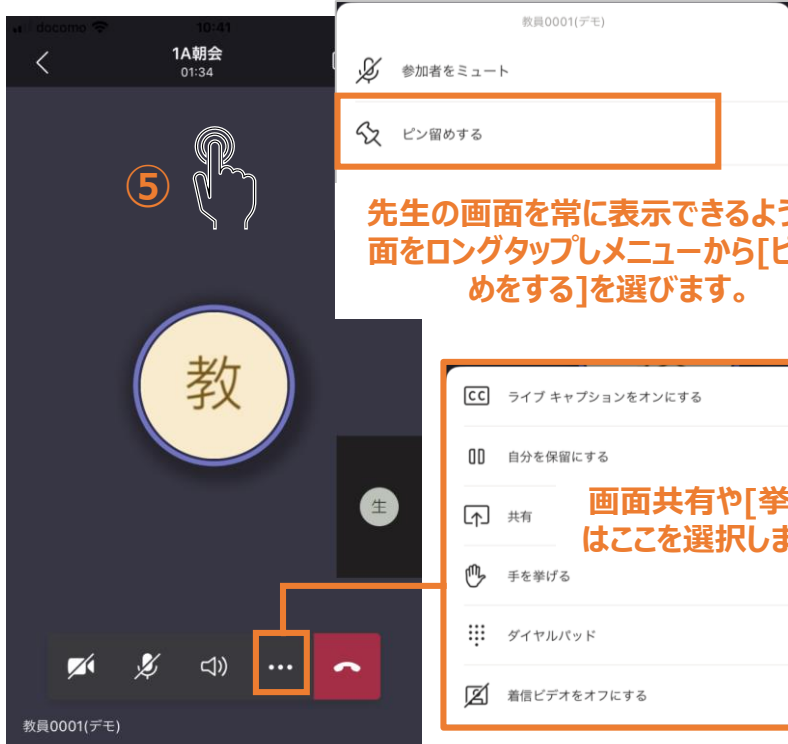 docomo 10:41
1A朝会
01:34
⑤
教
生
教員0001(デモ)
教員0001(デモ)
参加者をミュート
ピン留めする
先生の画面を常に表示できるよう
面をロングタップしメニューから[ピ
めをする]を選びます。
CC ライブ キャプションをオンにする
自分を保留にする
共有
画面共有や[挙
はここを選択しま
手を挙げる
ダイヤルパッド
着信ビデオをオフにする